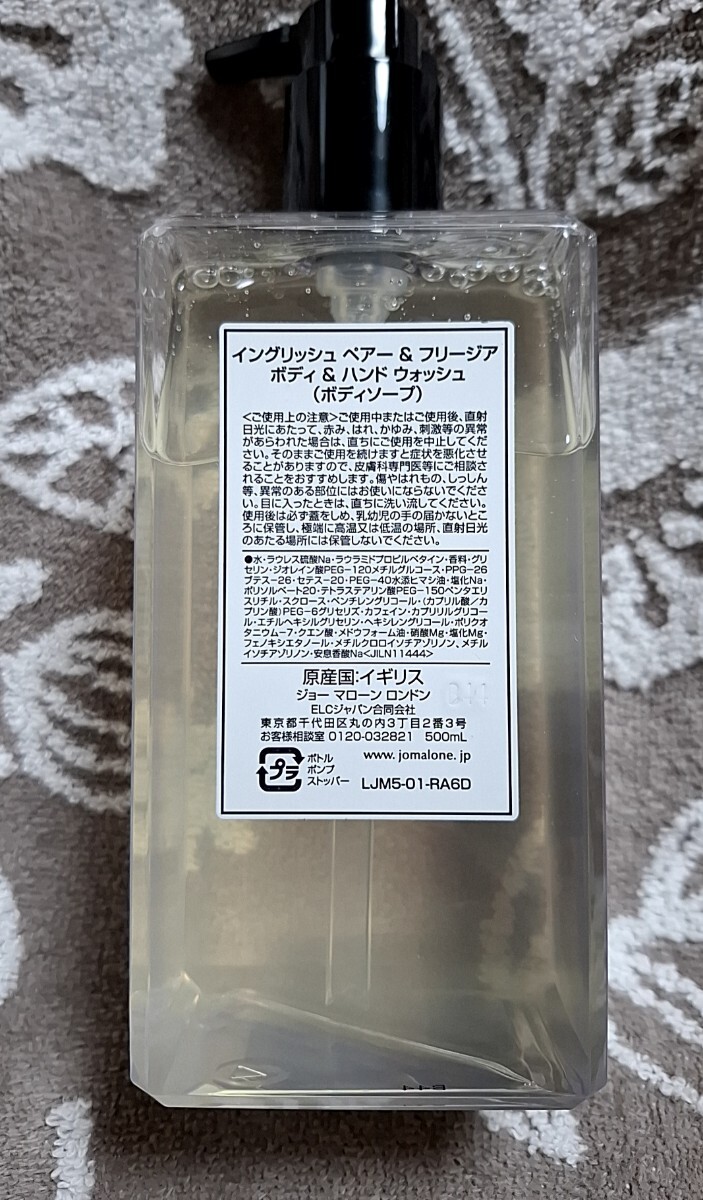 イングリッシュ ペアー & フリージア
ボディ & ハンド ウォッシュ
（ボディソープ）
＜ご使用上の注意＞ご使用中またはご使用後、直射
日光にあたって、赤み、はれ、かゆみ、刺激等の異常
があらわれた場合は、直ちにご使用を中止してくだ
さい。そのままご使用を続けますと症状を悪化させ
ることがありますので、皮膚科専門医等にご相談さ
れることをおすすめします。傷やはれもの、しっしん
等、異常のある部位にはお使いにならないでくださ
い。目に入ったときは、直ちに洗い流してください。
使用後は必ず蓋をしめ、乳幼児の手の届かないとこ
ろに保管し、極端に高温又は低温の場所、直射日光
のあたる場所には保管しないでください。
●水・ラウレス硫酸Na・ラウラミドプロピルベタイン・香料・グリ
セリン・ジオレイン酸PEG-120メチルグルコース・PPG-26
ブテス-26・セテス-20・PEG-40水添ヒマシ油・塩化Na・
ポリソルベート20・テトラステアリン酸PEG-150ペンタエリ
スリチル・スクロース・ペンチレングリコール・（カプリル酸／カ
プリン酸）PEG-6グリセリズ・カフェイン・カプリリルグリコー
ル・エチルヘキシルグリセリン・ヘキシレングリコール・ポリクオ
タニウム-7・クエン酸・メドウフォーム油・硝酸Mg・塩化Mg・
フェノキシエタノール・メチルクロロイソチアゾリノン、メチル
イソチアゾリノン・安息香酸Na<JILN11444>
原産国:イギリス
ジョー マローン ロンドン
ELCジャパン合同会社
東京都千代田区丸の内3丁目2番3号
お客様相談室 0120-032821 500mL
プラ
ボトル
ポンプ
ストッパー
www. jomalone. jp
LJM5-01-RA6D